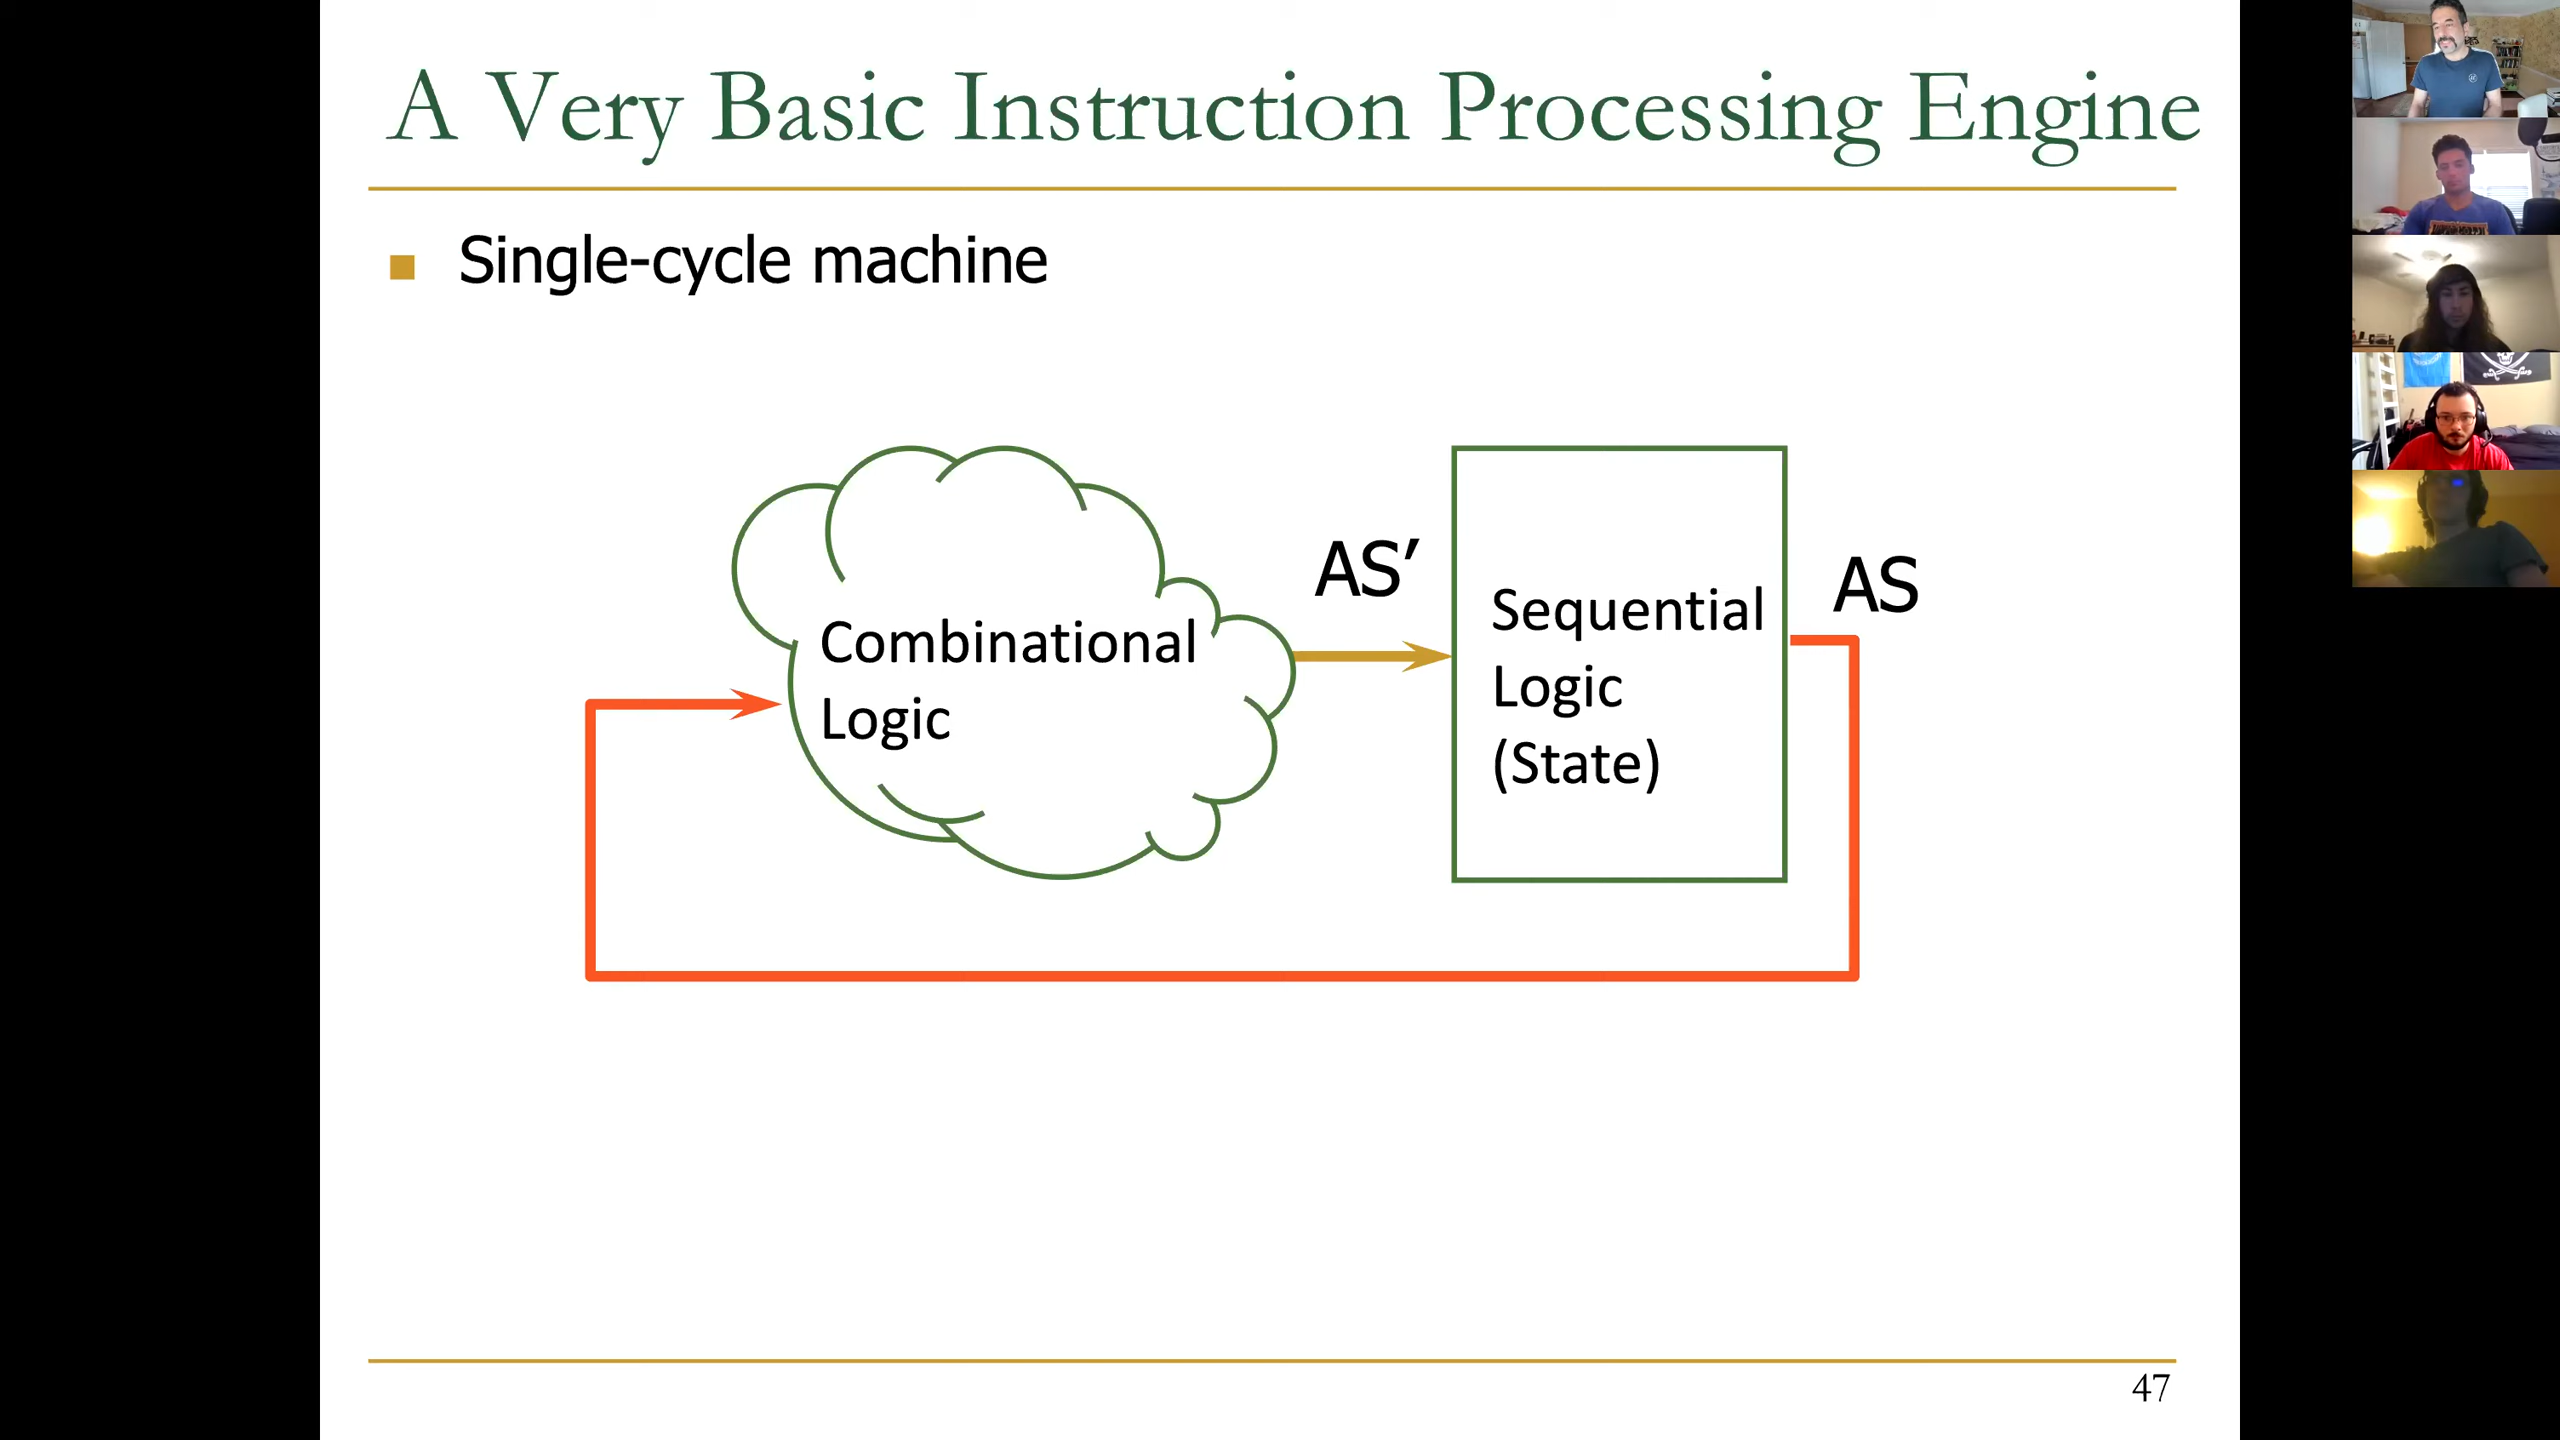 A Very Basic Instruction Processing Engine
Single-cycle machine
Combinational
Logic
AS′
Sequential
Logic
(State)
AS
47